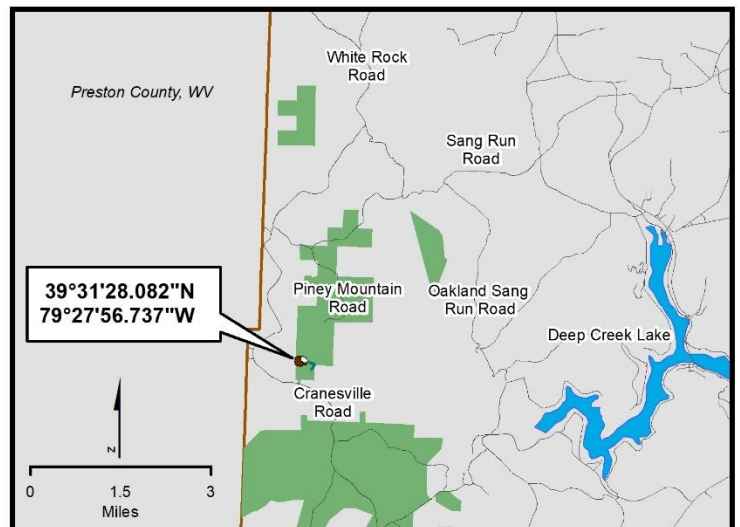 White Rock
Road
Preston County, WV
Sang Run
Road
39°31'28.082"N
79°27'56.737"W
Piney Mountain
Road
Oakland Sang
Run Road
Deep Creek Lake
Cranesville
Road
N
0 1.5 3
Miles